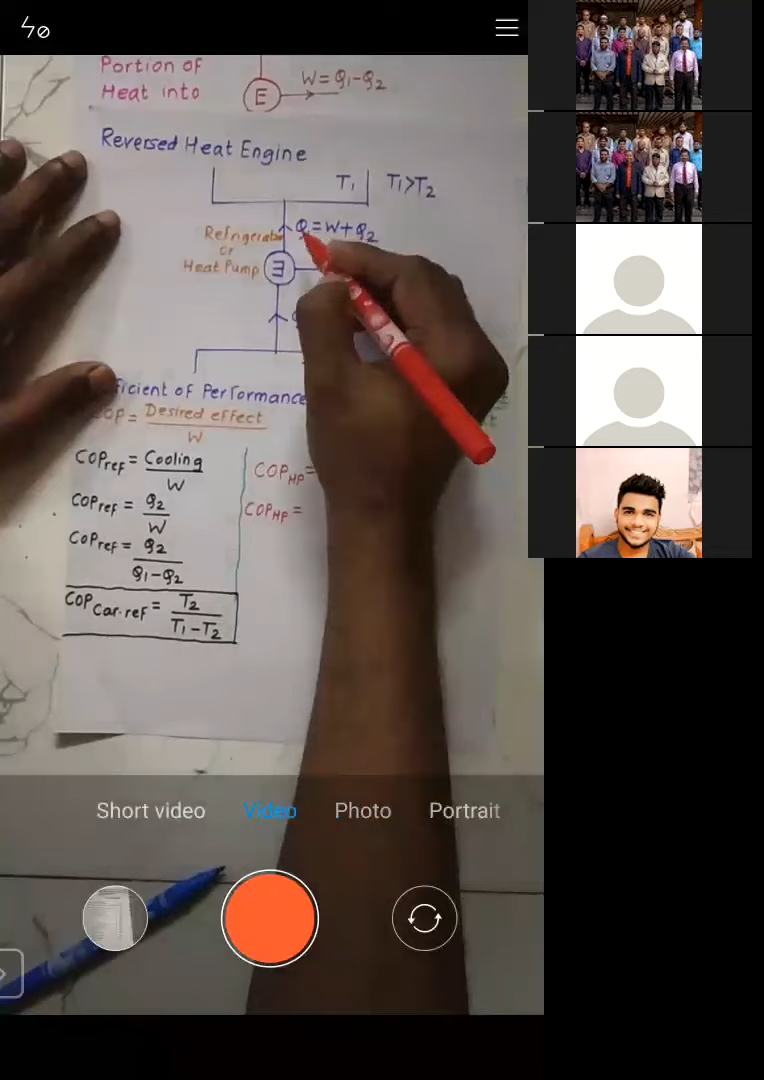 Portion of
Heat into
E
W=Q1-Q2
Reversed Heat Engine
T1
T1>T2
Q1=W+Q2
Refrigerator
or
Heat Pump
E
ficient of Performance
COP = Desired effect
W
COPref = Cooling
W
COPref = Q2
W
COPref = Q2
Q1-Q2
COPCar.ref = T2
T1-T2
COPHP=
COPHP=
Short video
Video
Photo
Portrait